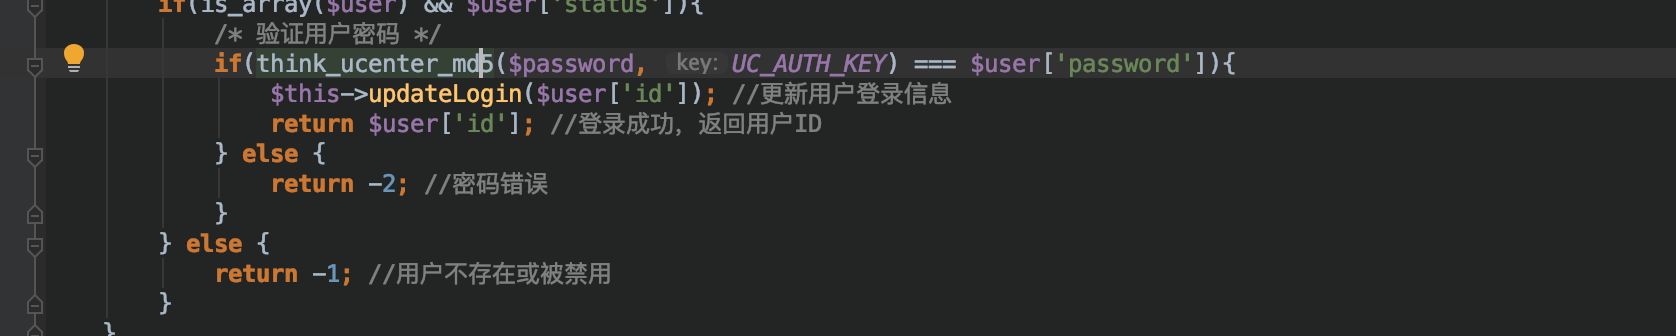 if(is_array($user) && $user['status']){
/* 验证用户密码 */
if(think_ucenter_md5($password, key: UC_AUTH_KEY) === $user['password']){
$this->updateLogin($user['id']); //更新用户登录信息
return $user['id']; //登录成功，返回用户ID
} else {
return -2; //密码错误
}
} else {
return -1; //用户不存在或被禁用
}
}